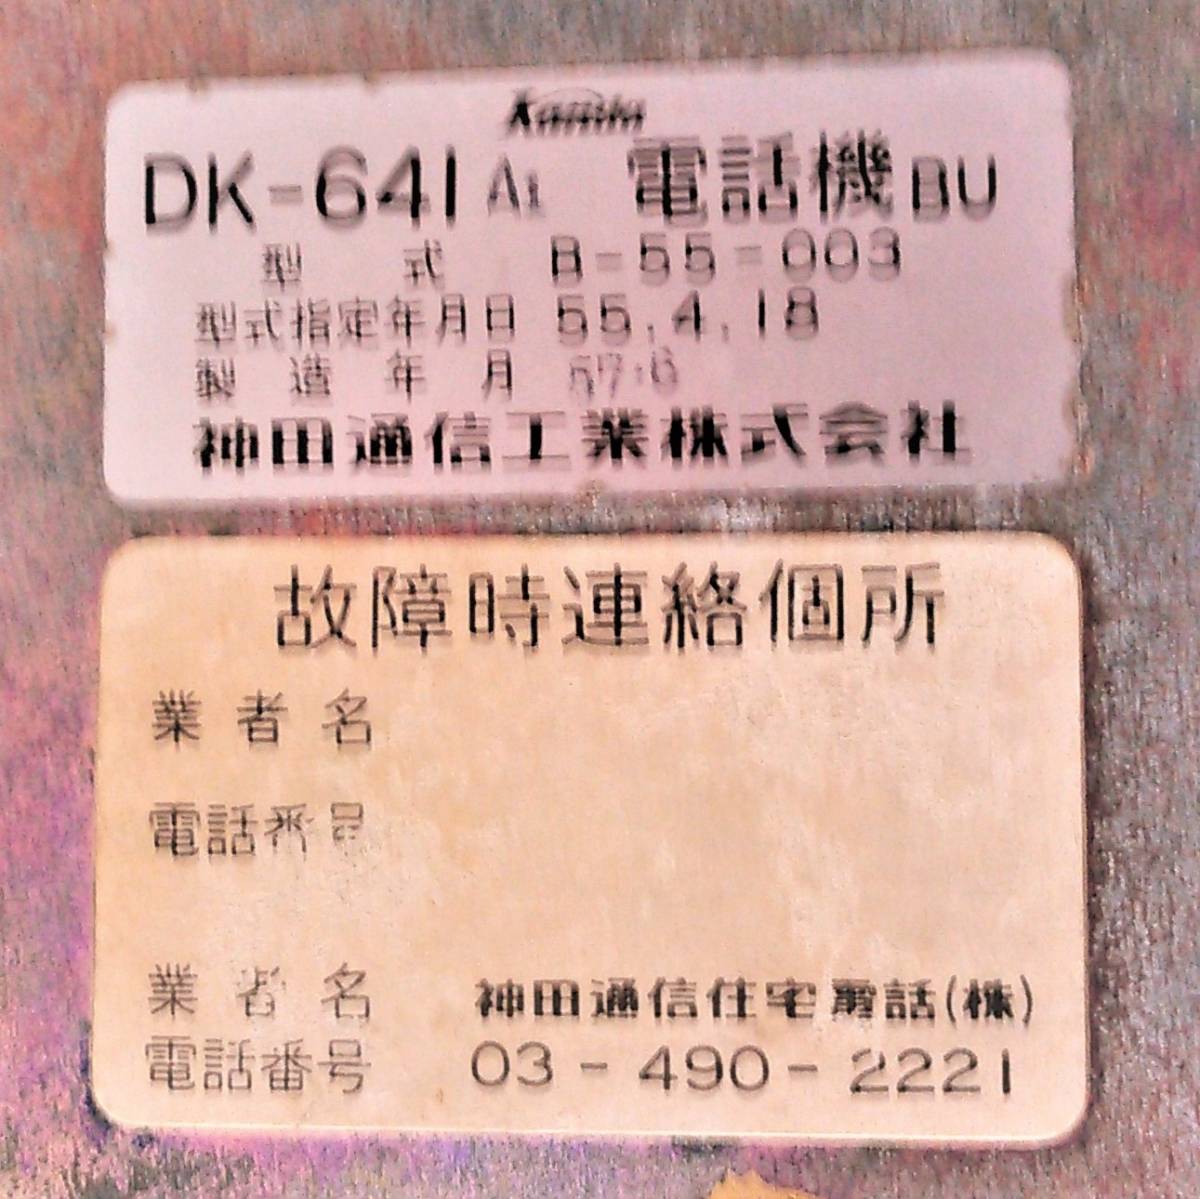 Kanda
DK-641 A1 電話機 BU
型式 B-55-003
型式指定年月日 55.4.18
製造年月 57.6
神田通信工業株式会社
故障時連絡個所
業者名
電話番号
業者名 神田通信住宅電話(株)
電話番号 03-490-2221